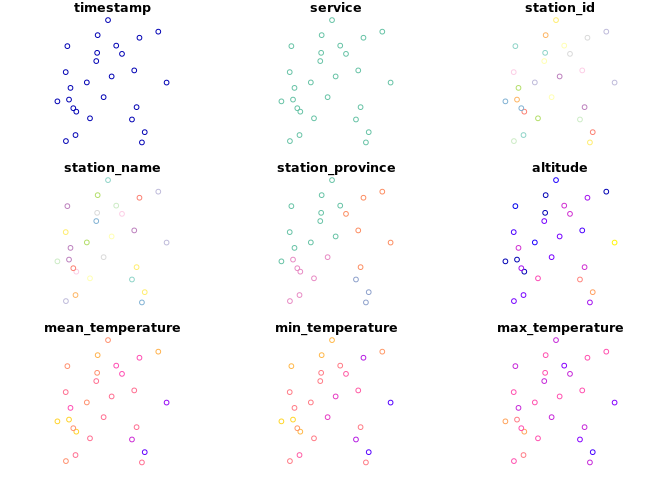 timestamp
service
station_id
station_name
station_province
altitude
mean_temperature
min_temperature
max_temperature